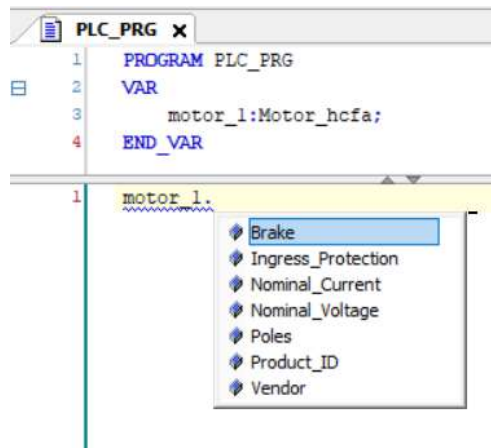 PLC_PRG X
1 PROGRAM PLC_PRG
2 VAR
3 motor_1:Motor_hcfa;
4 END_VAR
1 motor_1.
Brake
Ingress_Protection
Nominal_Current
Nominal_Voltage
Poles
Product_ID
Vendor